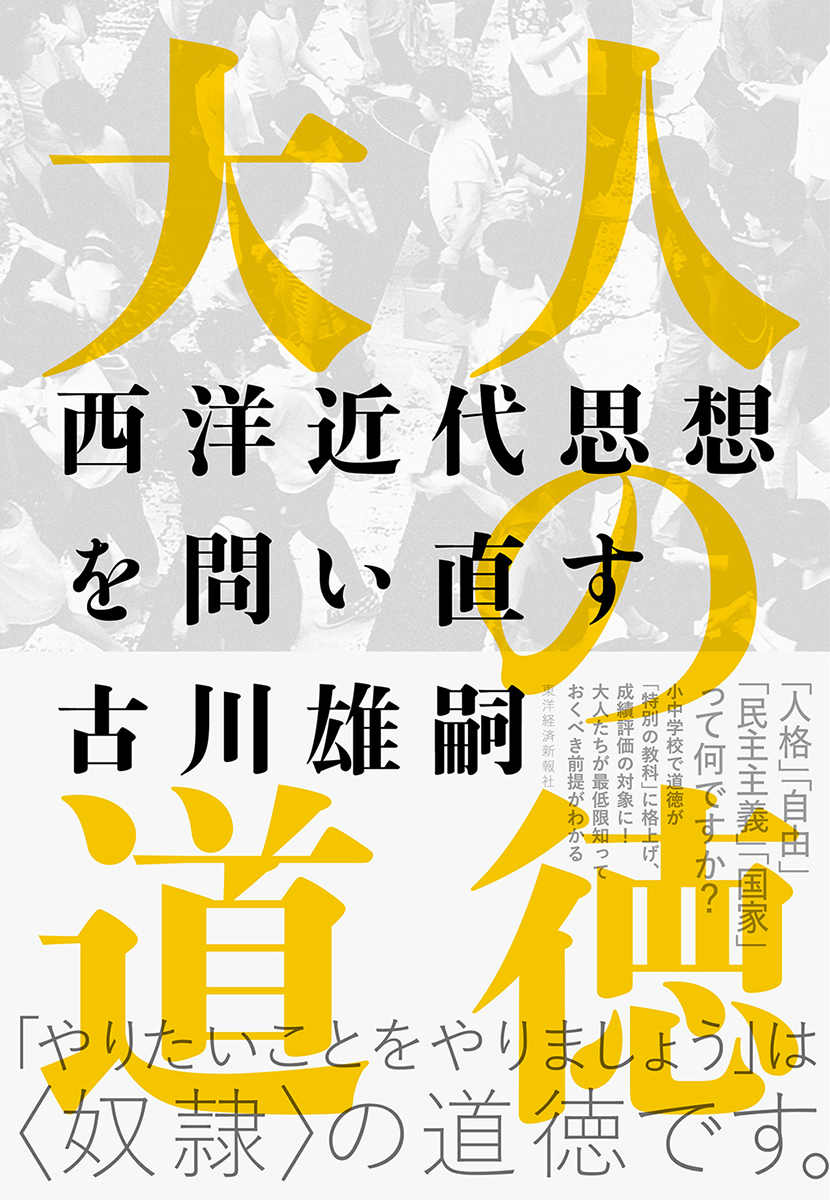 大人
の
道徳
西洋近代思想
を問い直す
古川雄嗣
東洋経済新報社
「人格」「自由」
「民主主義」「国家」
って何ですか？
小中学校で道徳が
「特別の教科」に格上げ、
成績評価の対象に！
大人たちが最低限知って
おくべき前提がわかる
「やりたいことをやりましょう」は
〈奴隷〉の道徳です。